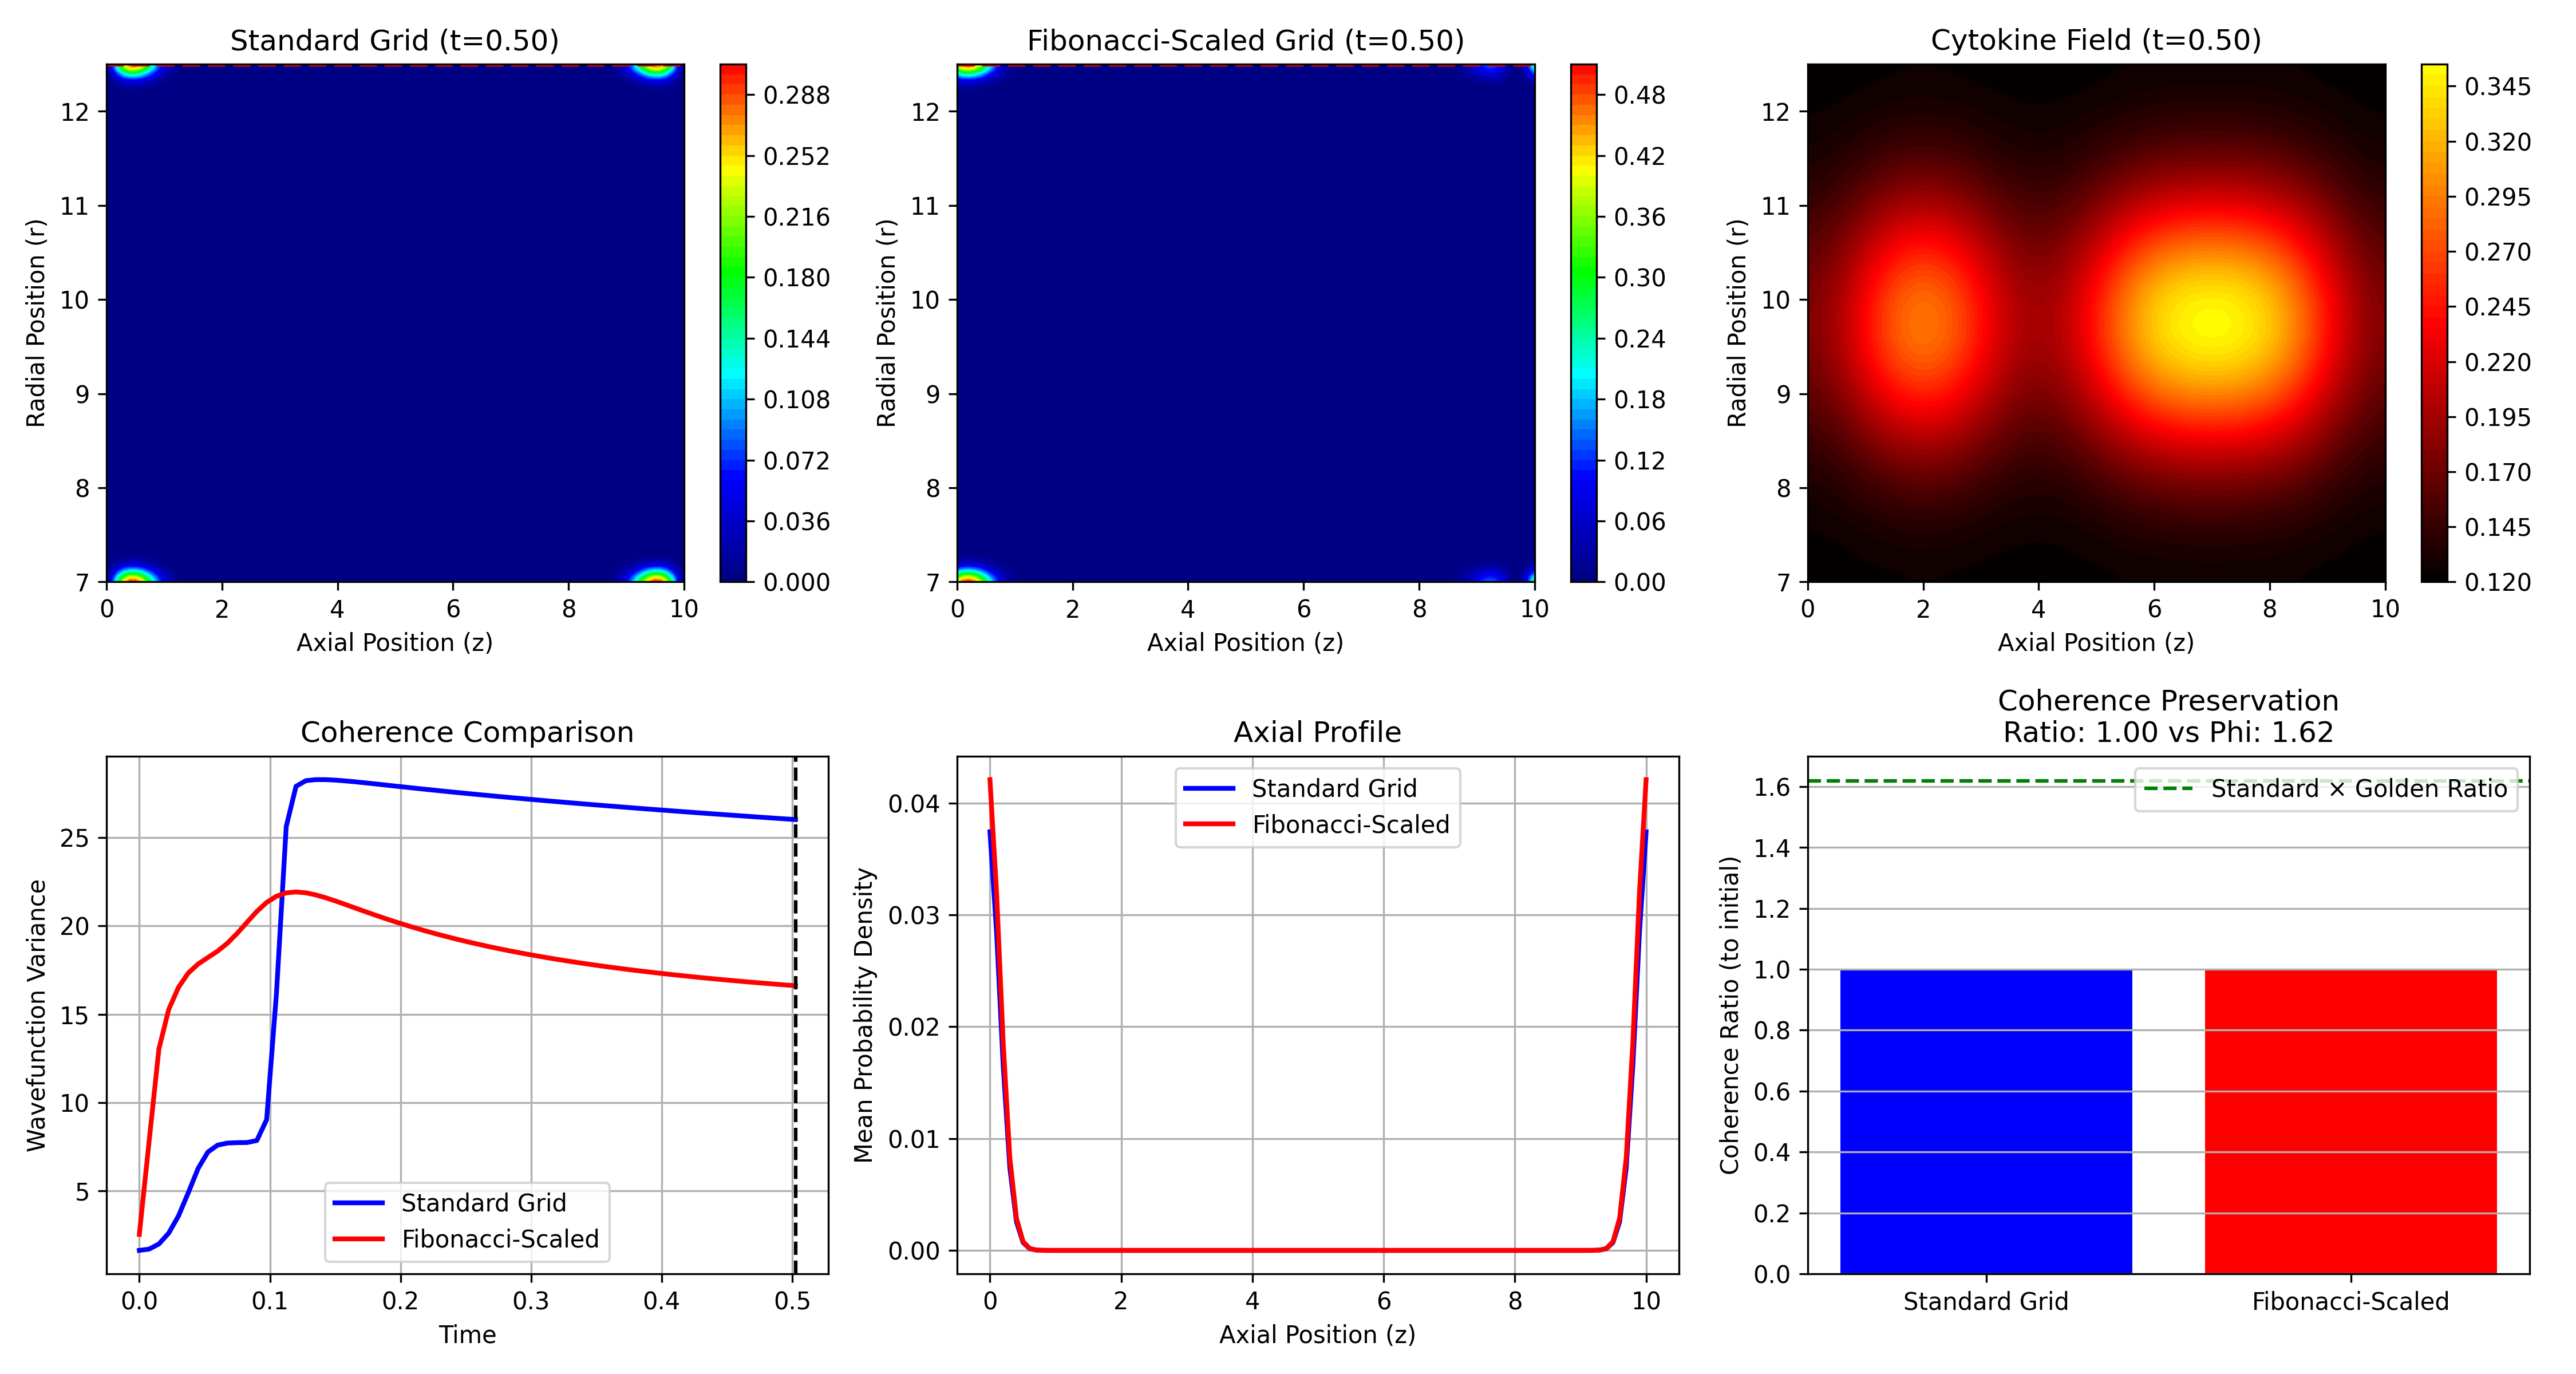 Standard Grid (t=0.50)
Radial Position (r)
12
11
10
9
8
7
0 2 4 6 8 10
Axial Position (z)
0.288
0.252
0.216
0.180
0.144
0.108
0.072
0.036
0.000
Fibonacci-Scaled Grid (t=0.50)
Radial Position (r)
12
11
10
9
8
7
0 2 4 6 8 10
Axial Position (z)
0.48
0.42
0.36
0.30
0.24
0.18
0.12
0.06
0.00
Cytokine Field (t=0.50)
Radial Position (r)
12
11
10
9
8
7
0 2 4 6 8 10
Axial Position (z)
0.345
0.320
0.295
0.270
0.245
0.220
0.195
0.170
0.145
0.120
Coherence Comparison
Wavefunction Variance
25
20
15
10
5
Standard Grid
Fibonacci-Scaled
0.0 0.1 0.2 0.3 0.4 0.5
Time
Axial Profile
Mean Probability Density
0.04
0.03
0.02
0.01
0.00
Standard Grid
Fibonacci-Scaled
0 2 4 6 8 10
Axial Position (z)
Coherence Preservation
Ratio: 1.00 vs Phi: 1.62
Coherence Ratio (to initial)
1.6
1.4
1.2
1.0
0.8
0.6
0.4
0.2
0.0
Standard × Golden Ratio
Standard Grid Fibonacci-Scaled